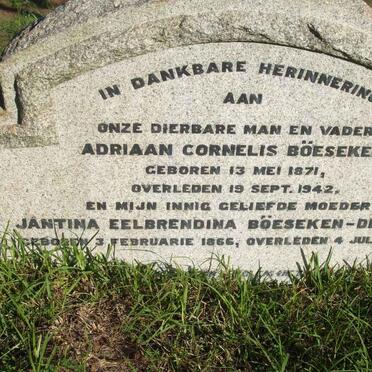 IN DANKBARE HERINNERING
AAN
ONZE DIERBARE MAN EN VADER
ADRIAAN CORNELIS BÖESEKE
GEBOREN 13 MEI 1871,
OVERLEDEN 19 SEPT. 1942,
EN MIJN INNIG GELIEFDE MOEDER
JANTINA EELBRENDINA BÖESEKEN-D
GEBOREN 3 FEBRUARIE 1866, OVERLEDEN 4 JUL